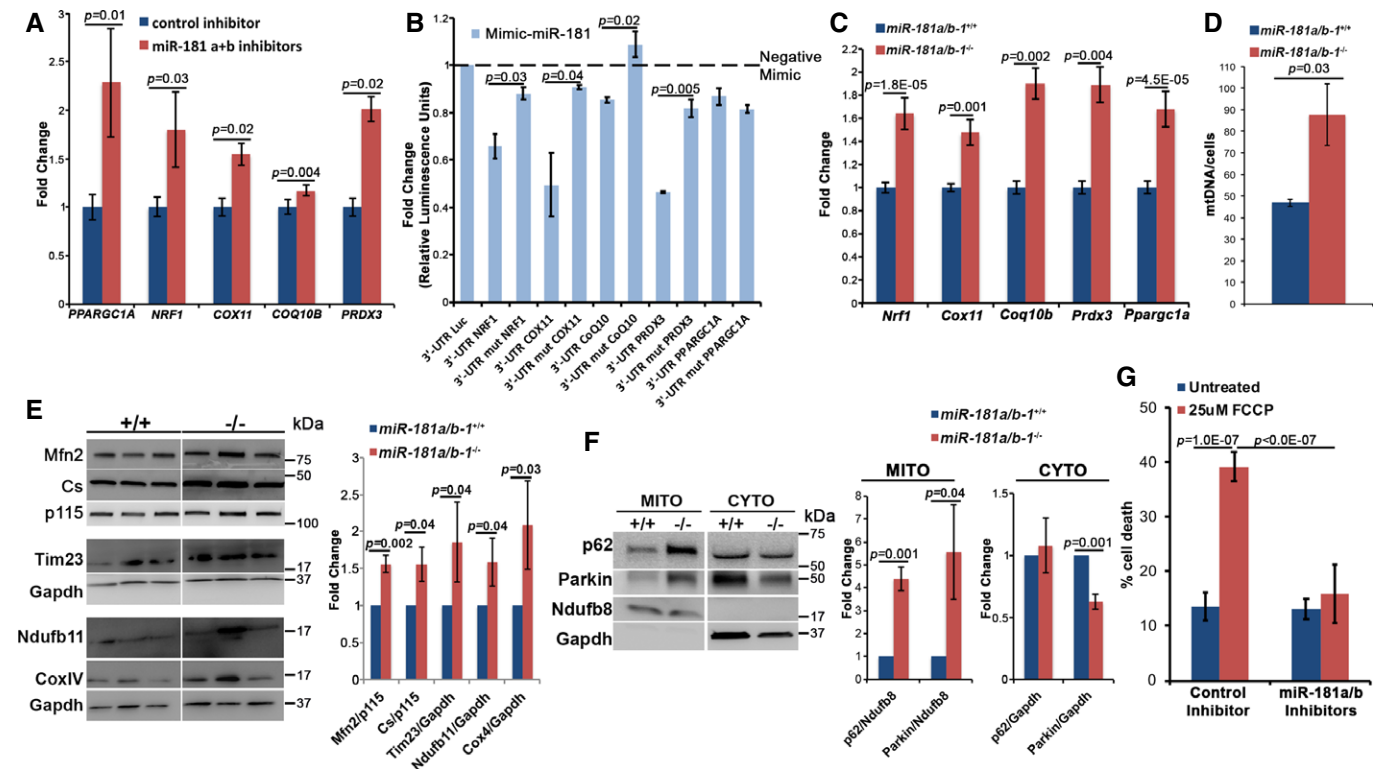 A
p=0.01
control inhibitor
miR-181 a+b inhibitors
p=0.03
p=0.02
p=0.004
p=0.02
Fold Change
3
2.5
2
1.5
1
0.5
0
PPARGC1A
NRF1
COX11
COQ10B
PRDX3
B
Mimic-miR-181
p=0.02
Negative
Mimic
p=0.03
p=0.04
p=0.005
Fold Change
(Relative Luminescence Units)
1.2
1
0.8
0.6
0.4
0.2
0
3'-UTR Luc
3'-UTR NRF1
3'-UTR mut NRF1
3'-UTR COX11
3'-UTR mut COX11
3'-UTR CoQ10
3'-UTR mut CoQ10
3'-UTR PRDX3
3'-UTR mut PRDX3
3'-UTR PPARGC1A
3'-UTR mut PPARGC1A
C
miR-181a/b-1+/+
miR-181a/b-1-/-
p=1.8E-05
p=0.001
p=0.002
p=0.004
p=4.5E-05
Fold Change
2.2
2
1.8
1.6
1.4
1.2
1
0.8
0.6
0.4
0.2
0
Nrf1
Cox11
Coq10b
Prdx3
Ppargc1a
D
miR-181a/b-1+/+
miR-181a/b-1-/-
p=0.03
mtDNA/cells
110
100
90
80
70
60
50
40
30
20
10
0
E
+/+
-/-
kDa
Mfn2
75
Cs
50
p115
100
Tim23
17
Gapdh
37
Ndufb11
17
CoxIV
17
Gapdh
37
miR-181a/b-1+/+
miR-181a/b-1-/-
p=0.002
p=0.04
p=0.04
p=0.04
p=0.03
Fold Change
3
2.5
2
1.5
1
0.5
0
Mfn2/p115
Cs/p115
Tim23/Gapdh
Ndufb11/Gapdh
Cox4/Gapdh
F
MITO
CYTO
+/+
-/-
+/+
-/-
kDa
p62
75
50
Parkin
50
Ndufb8
17
Gapdh
37
miR-181a/b-1+/+
miR-181a/b-1-/-
MITO
p=0.001
p=0.04
Fold Change
8
7
6
5
4
3
2
1
0
p62/Ndufb8
Parkin/Ndufb8
CYTO
p=0.001
Fold Change
1.5
1
0.5
0
p62/Gapdh
Parkin/Gapdh
G
Untreated
25uM FCCP
p=1.0E-07
p<0.0E-07
% cell death
50
40
30
20
10
0
Control
Inhibitor
miR-181a/b
Inhibitors